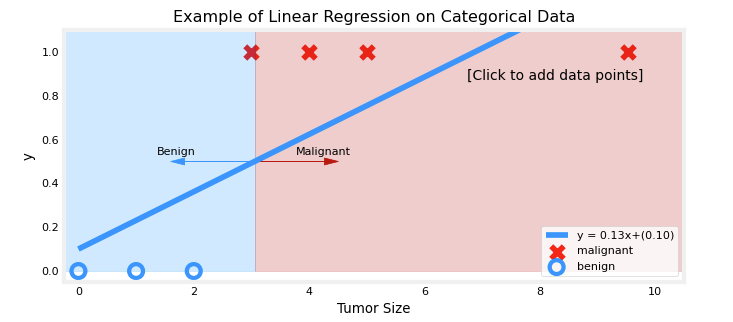 Example of Linear Regression on Categorical Data
1.0
0.8
0.6
0.4
0.2
0.0
y
[Click to add data points]
Benign
Malignant
y = 0.13x+(0.10)
malignant
benign
0 2 4 6 8 10
Tumor Size